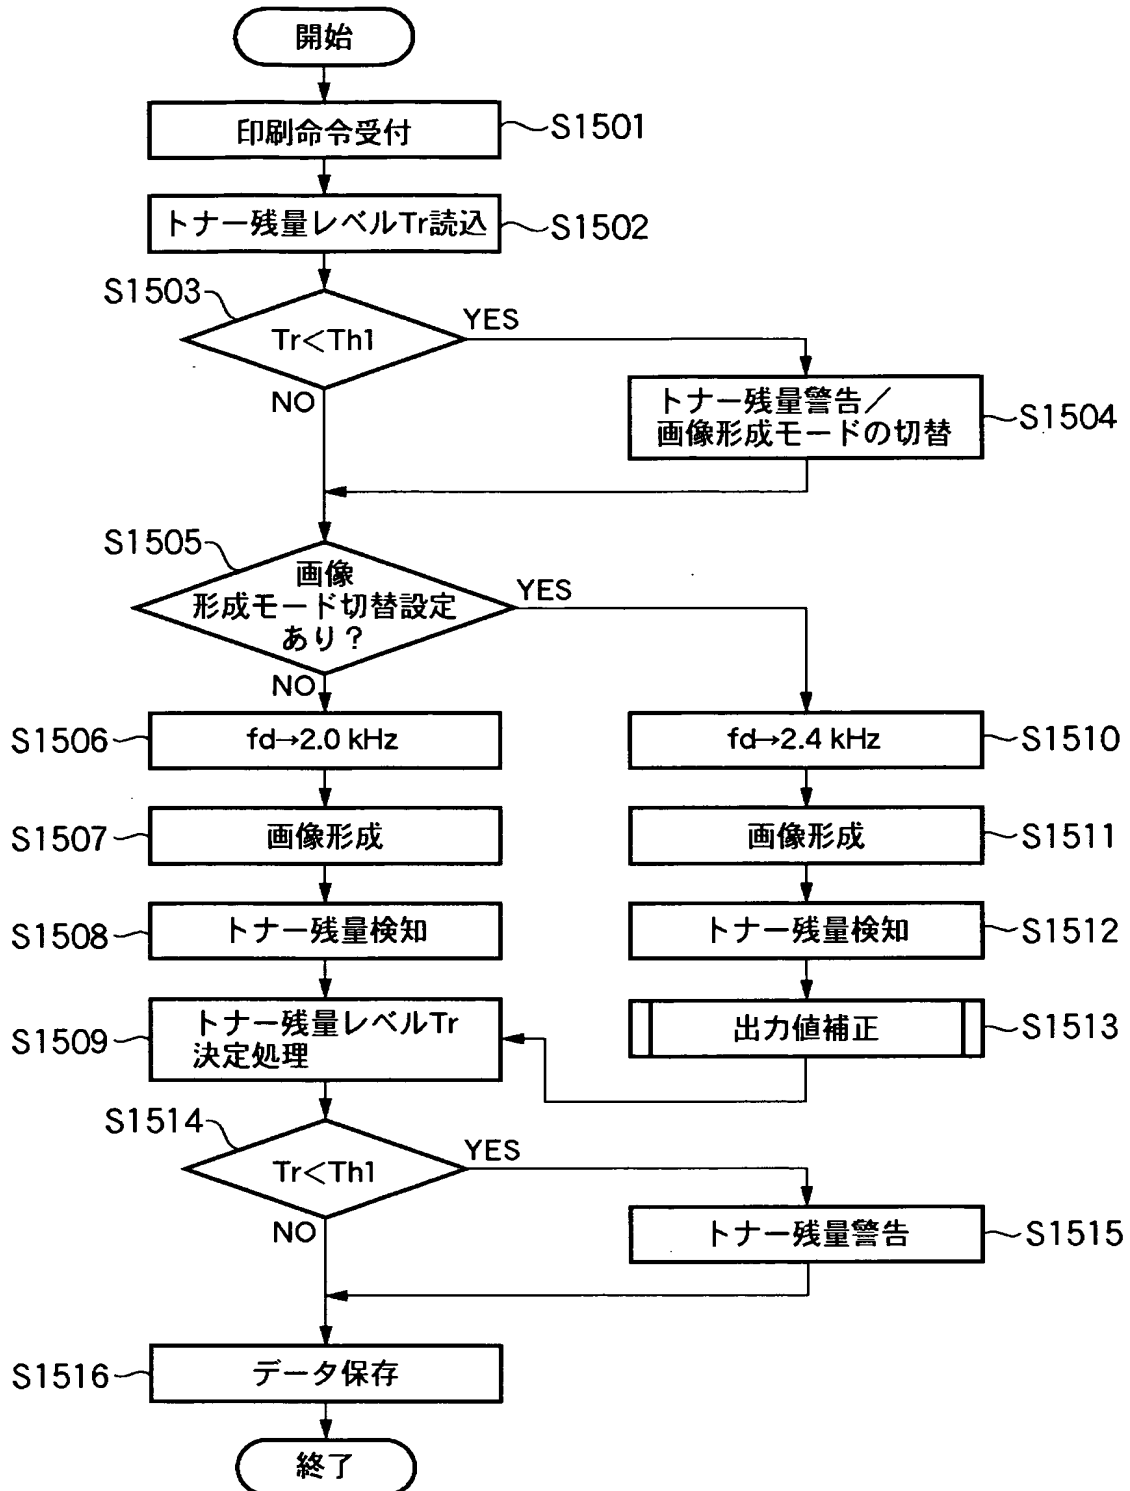 開始
印刷命令受付
S1501
トナー残量レベルTr読込
S1502
S1503
Tr<Th1
YES
NO
トナー残量警告／
画像形成モードの切替
S1504
S1505
画像
形成モード切替設定
あり？
YES
NO
S1506
fd→2.0 kHz
fd→2.4 kHz
S1510
S1507
画像形成
画像形成
S1511
S1508
トナー残量検知
トナー残量検知
S1512
S1509
トナー残量レベルTr
決定処理
出力値補正
S1513
S1514
Tr<Th1
YES
NO
トナー残量警告
S1515
S1516
データ保存
終了